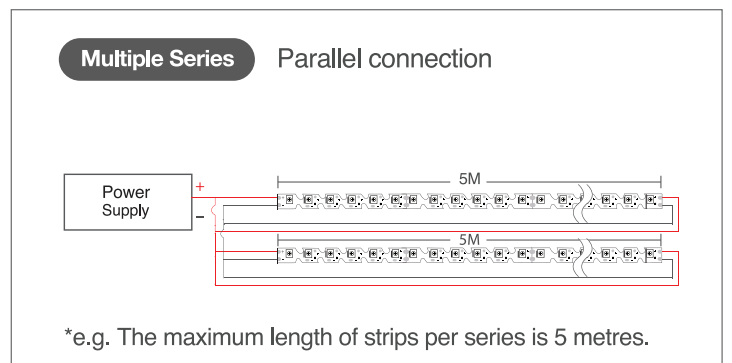 Multiple Series Parallel connection
5M
Power
Supply
+
–
5M
*e.g. The maximum length of strips per series is 5 metres.